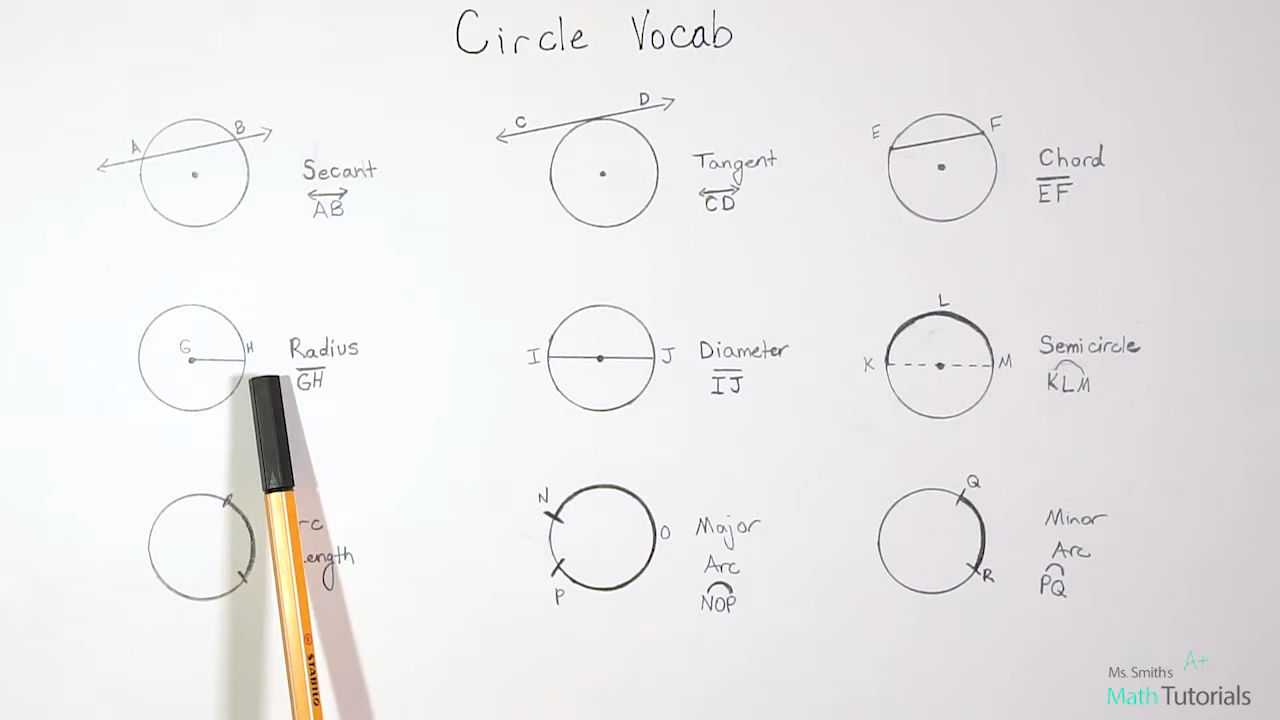 Circle Vocab
A
B
Secant
AB
C
D
Tangent
CD
E
F
Chord
EF
G
H
Radius
GH
I
J
Diameter
IJ
K
L
M
Semicircle
KLM
N
O
P
Major
Arc
NOP
Q
R
Minor
Arc
PQ
STABILO
Ms. Smith's A+
Math Tutorials